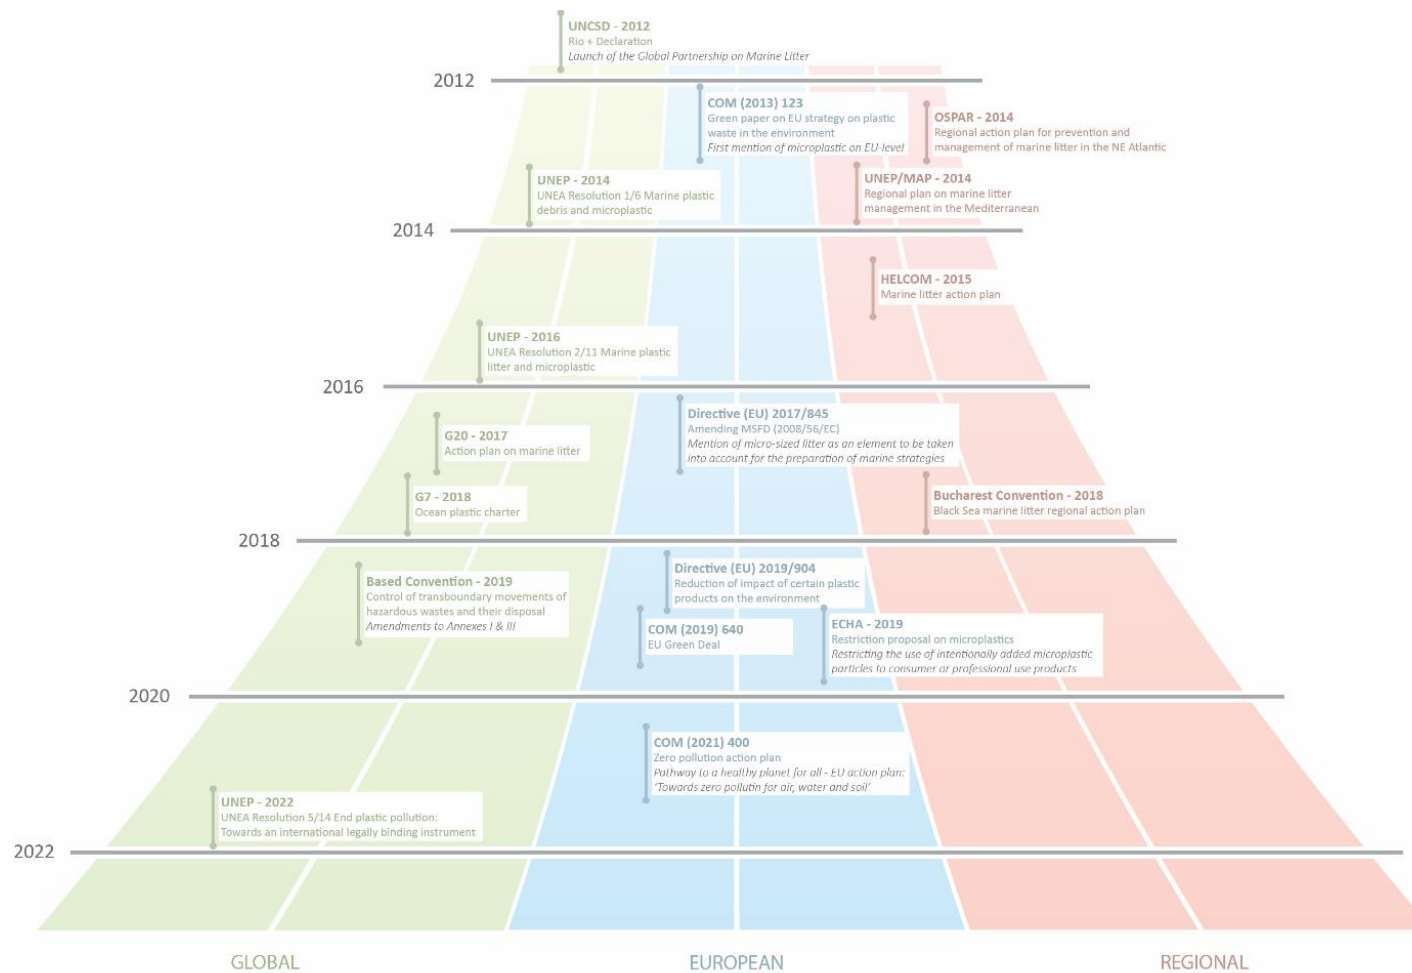 UNCSD - 2012
Rio + Declaration
Launch of the Global Partnership on Marine Litter
2012
COM (2013) 123
Green paper on EU strategy on plastic
waste in the environment
First mention of microplastic on EU-level
OSPAR - 2014
Regional action plan for prevention and
management of marine litter in the NE Atlantic
UNEP - 2014
UNEA Resolution 1/6 Marine plastic
debris and microplastic
UNEP/MAP - 2014
Regional plan on marine litter
management in the Mediterranean
2014
HELCOM - 2015
Marine litter action plan
UNEP - 2016
UNEA Resolution 2/11 Marine plastic
litter and microplastic
2016
Directive (EU) 2017/845
Amending MSFD (2008/56/EC)
Mention of micro-sized litter as an element to be taken
into account for the preparation of marine strategies
G20 - 2017
Action plan on marine litter
G7 - 2018
Ocean plastic charter
Bucharest Convention - 2018
Black Sea marine litter regional action plan
2018
Based Convention - 2019
Control of transboundary movements of
hazardous wastes and their disposal
Amendments to Annexes I & III
Directive (EU) 2019/904
Reduction of impact of certain plastic
products on the environment
COM (2019) 640
EU Green Deal
ECHA - 2019
Restriction proposal on microplastics
Restricting the use of intentionally added microplastic
particles to consumer or professional use products
2020
COM (2021) 400
Zero pollution action plan
Pathway to a healthy planet for all - EU action plan:
'Towards zero pollutin for air, water and soil'
UNEP - 2022
UNEA Resolution 5/14 End plastic pollution:
Towards an international legally binding instrument
2022
GLOBAL
EUROPEAN
REGIONAL